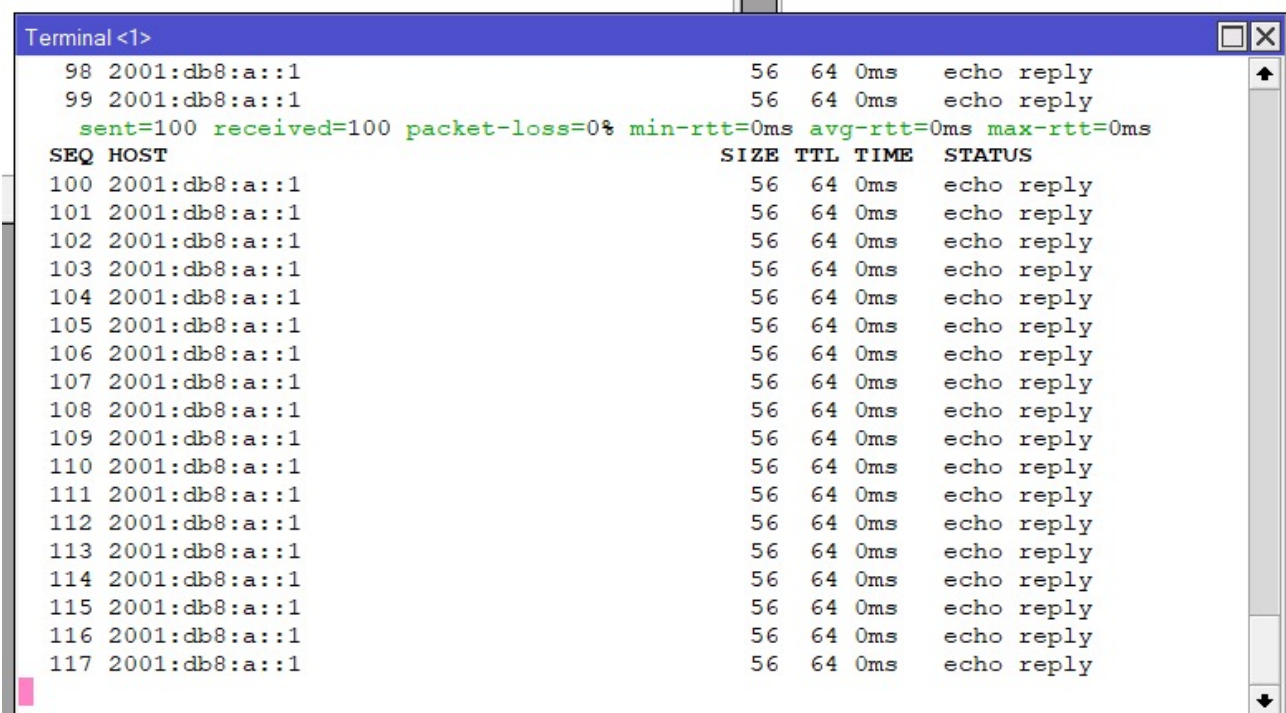 Terminal <1>
98 2001:db8:a::1 56 64 0ms echo reply
99 2001:db8:a::1 56 64 0ms echo reply
sent=100 received=100 packet-loss=0% min-rtt=0ms avg-rtt=0ms max-rtt=0ms
SEQ HOST SIZE TTL TIME STATUS
100 2001:db8:a::1 56 64 0ms echo reply
101 2001:db8:a::1 56 64 0ms echo reply
102 2001:db8:a::1 56 64 0ms echo reply
103 2001:db8:a::1 56 64 0ms echo reply
104 2001:db8:a::1 56 64 0ms echo reply
105 2001:db8:a::1 56 64 0ms echo reply
106 2001:db8:a::1 56 64 0ms echo reply
107 2001:db8:a::1 56 64 0ms echo reply
108 2001:db8:a::1 56 64 0ms echo reply
109 2001:db8:a::1 56 64 0ms echo reply
110 2001:db8:a::1 56 64 0ms echo reply
111 2001:db8:a::1 56 64 0ms echo reply
112 2001:db8:a::1 56 64 0ms echo reply
113 2001:db8:a::1 56 64 0ms echo reply
114 2001:db8:a::1 56 64 0ms echo reply
115 2001:db8:a::1 56 64 0ms echo reply
116 2001:db8:a::1 56 64 0ms echo reply
117 2001:db8:a::1 56 64 0ms echo reply